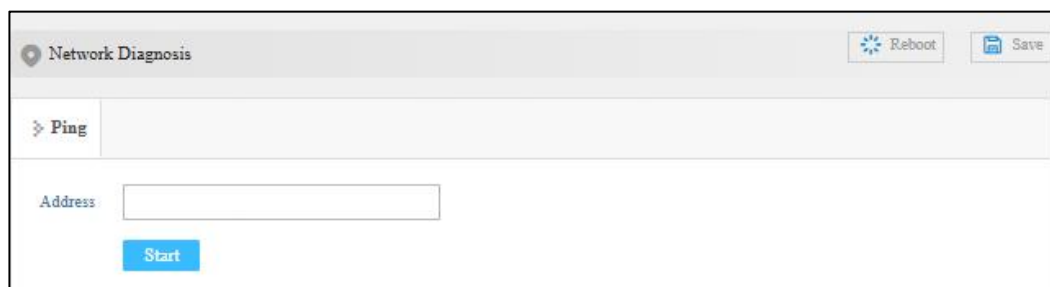 Network Diagnosis
Reboot
Save
Ping
Address
Start